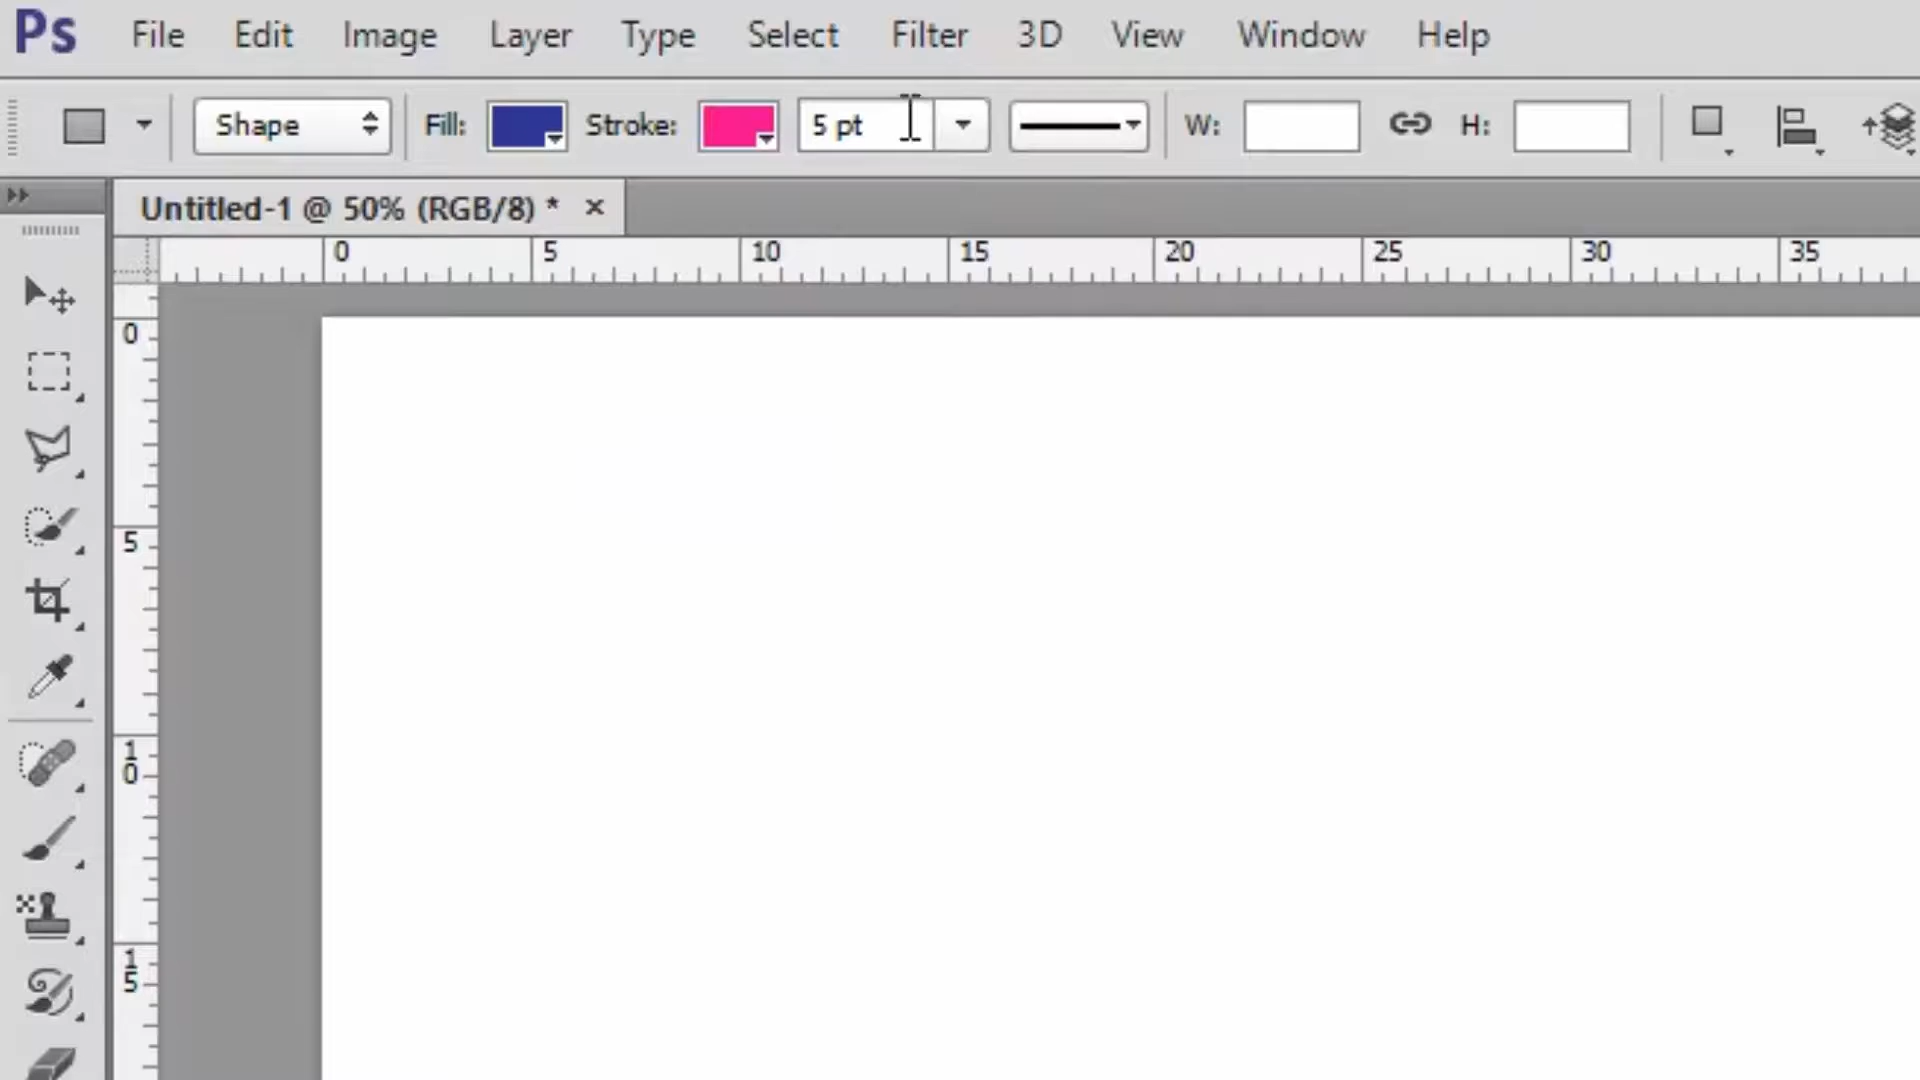 Ps File Edit Image Layer Type Select Filter 3D View Window Help
Shape Fill: Stroke: 5 pt W: H:
Untitled-1 @ 50% (RGB/8) * ×
0 5 10 15 20 25 30 35
0
5
10
15